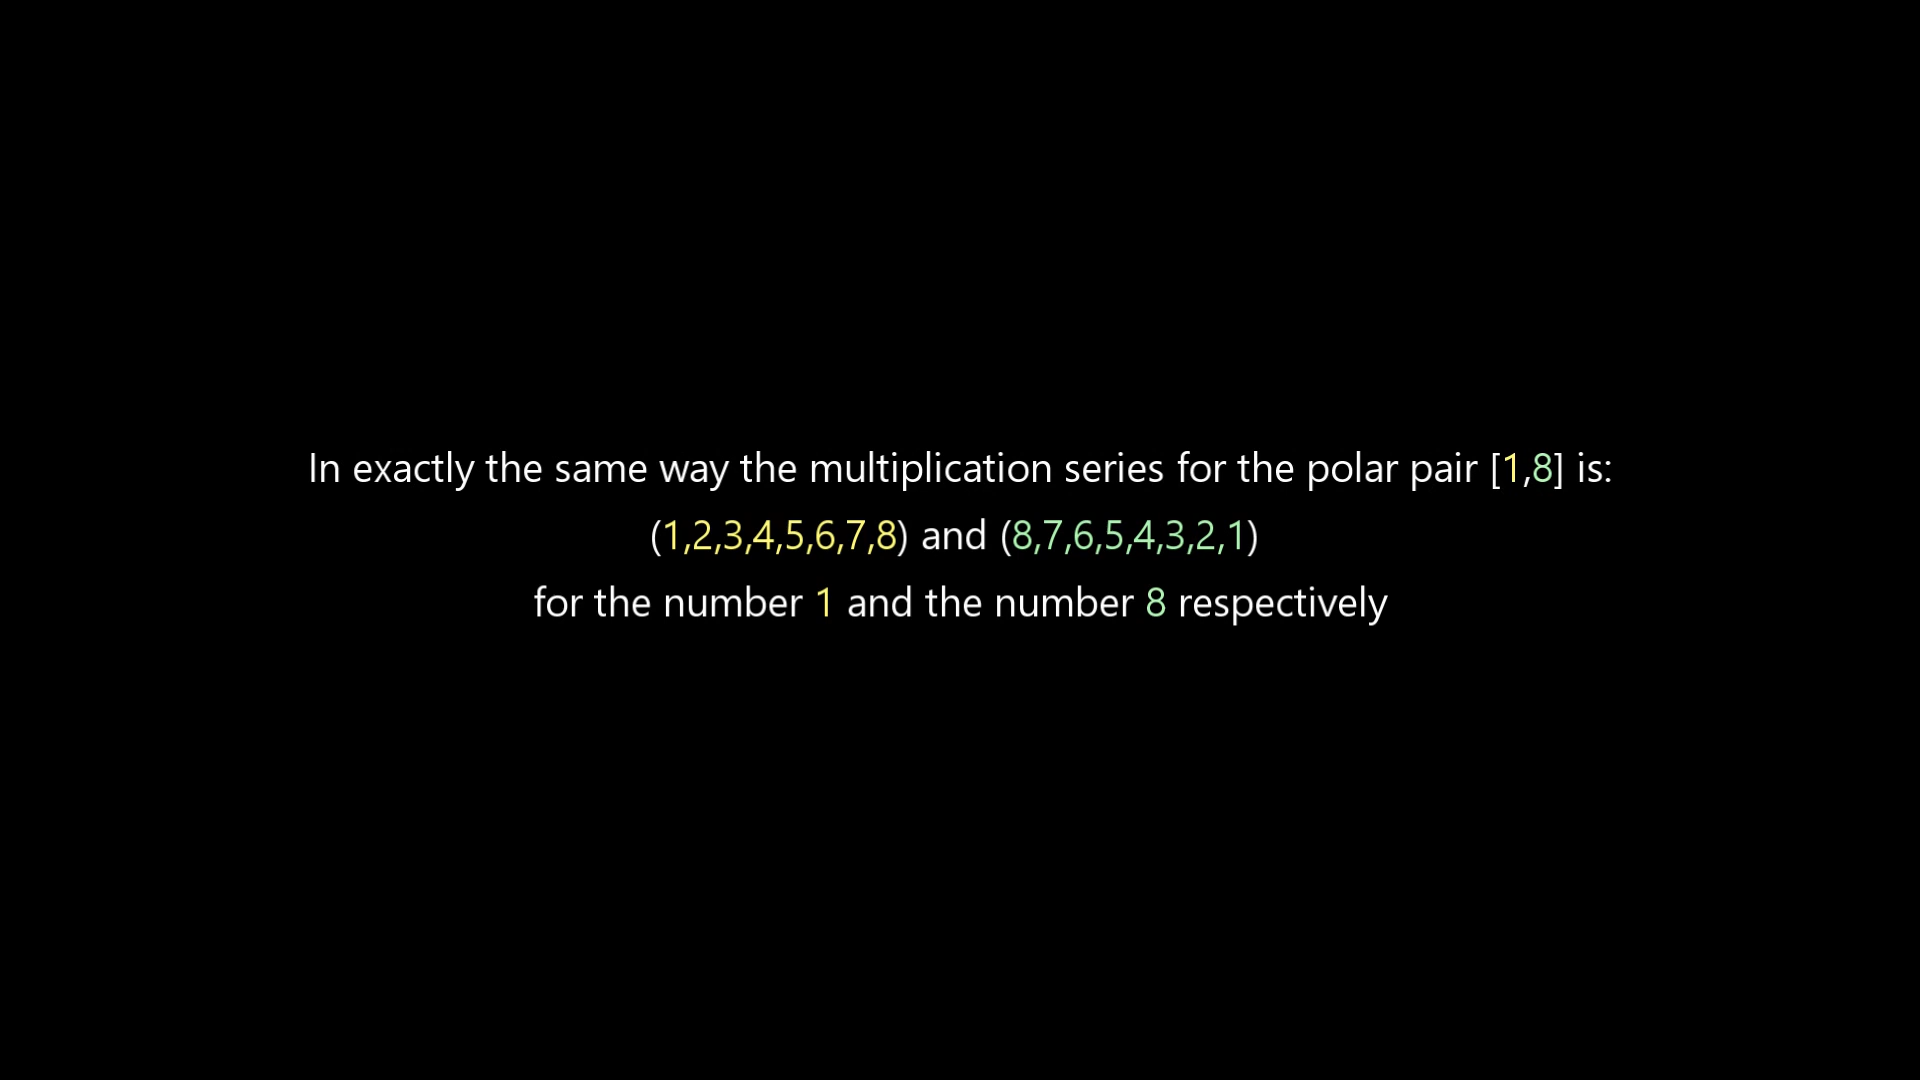 In exactly the same way the multiplication series for the polar pair [1,8] is:
(1,2,3,4,5,6,7,8) and (8,7,6,5,4,3,2,1)
for the number 1 and the number 8 respectively